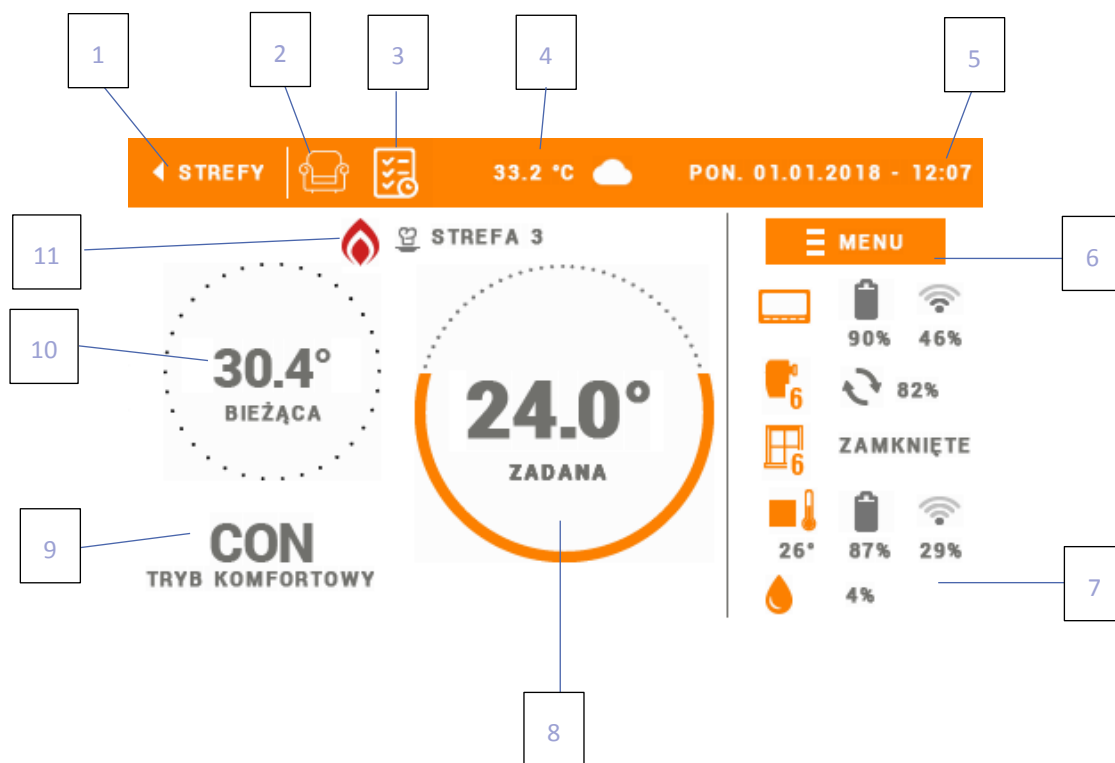 1
2
3
4
5
STREFY
33.2 °C
PON. 01.01.2018 - 12:07
11
STREFA 3
MENU
6
10
30.4°
BIEŻĄCA
24.0°
ZADANA
90% 46%
6
82%
6
ZAMKNIĘTE
9
CON
TRYB KOMFORTOWY
26° 87% 29%
4%
7
8